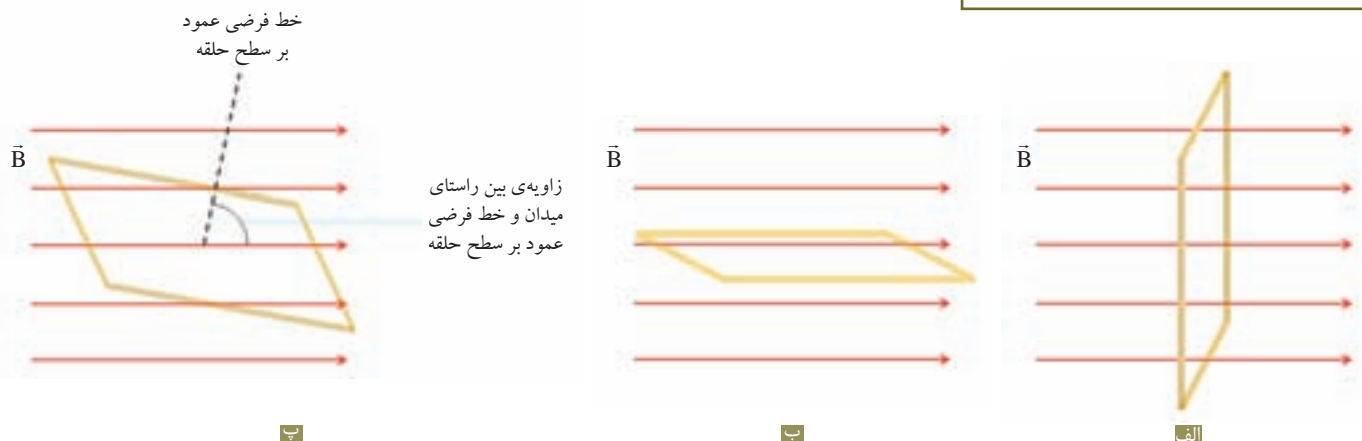 خط فرضی عمود
بر سطح حلقه
B⃗
B⃗
B⃗
زاویه‌ی بین راستای
میدان و خط فرضی
عمود بر سطح حلقه
الف
ب
پ